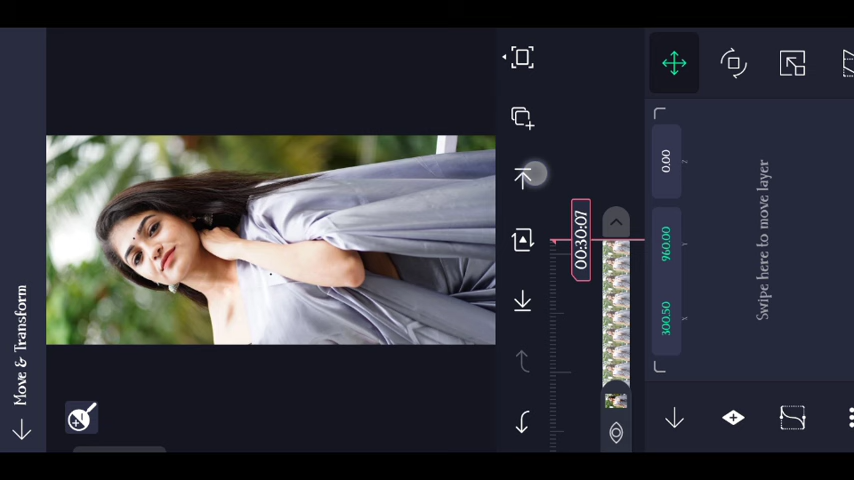 Move & Transform
00:30:07
X 300.50
Y 960.00
Z 0.00
Swipe here to move layer